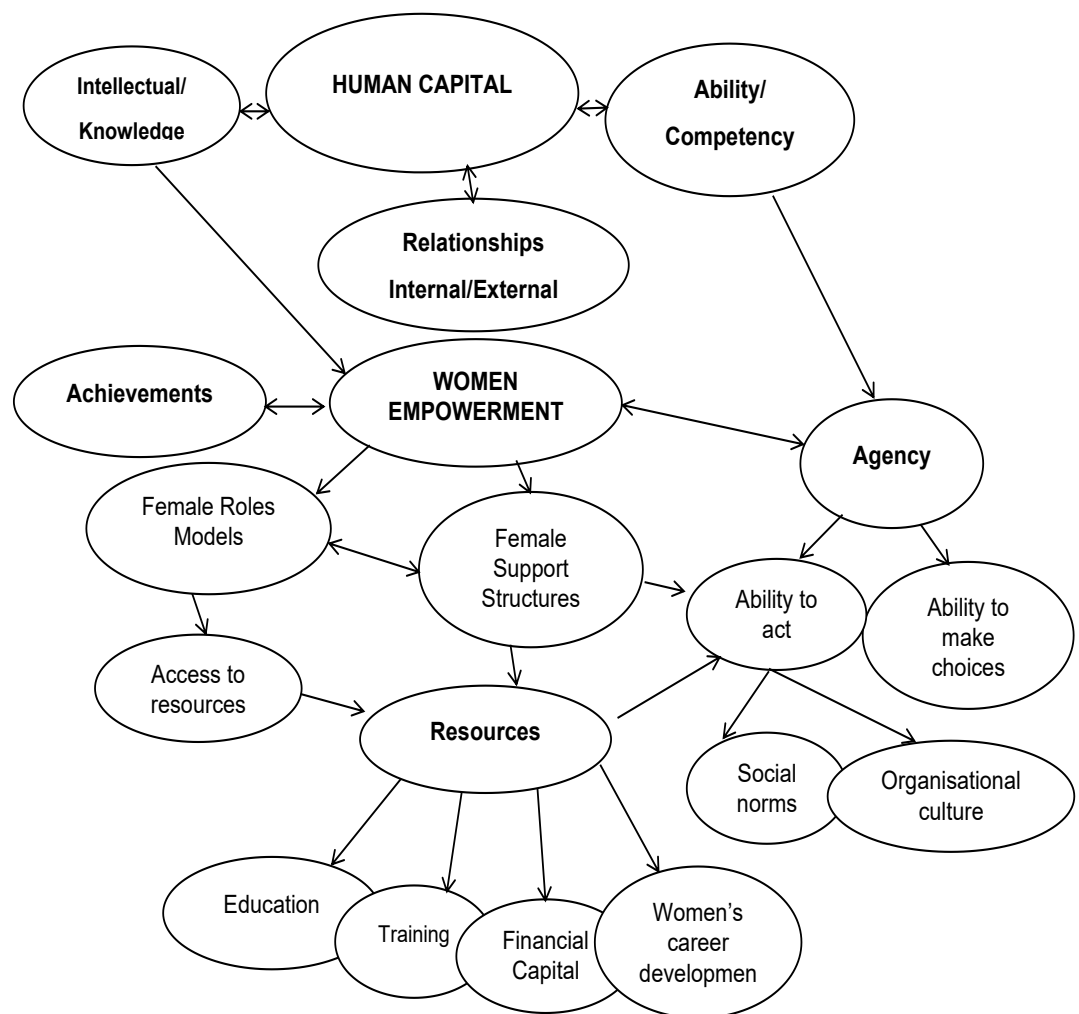 Intellectual/
Knowledge
HUMAN CAPITAL
Ability/
Competency
Relationships
Internal/External
Achievements
WOMEN
EMPOWERMENT
Agency
Female Roles
Models
Female
Support
Structures
Ability to
act
Ability to
make
choices
Access to
resources
Resources
Social
norms
Organisational
culture
Education
Training
Financial
Capital
Women's
career
developmen